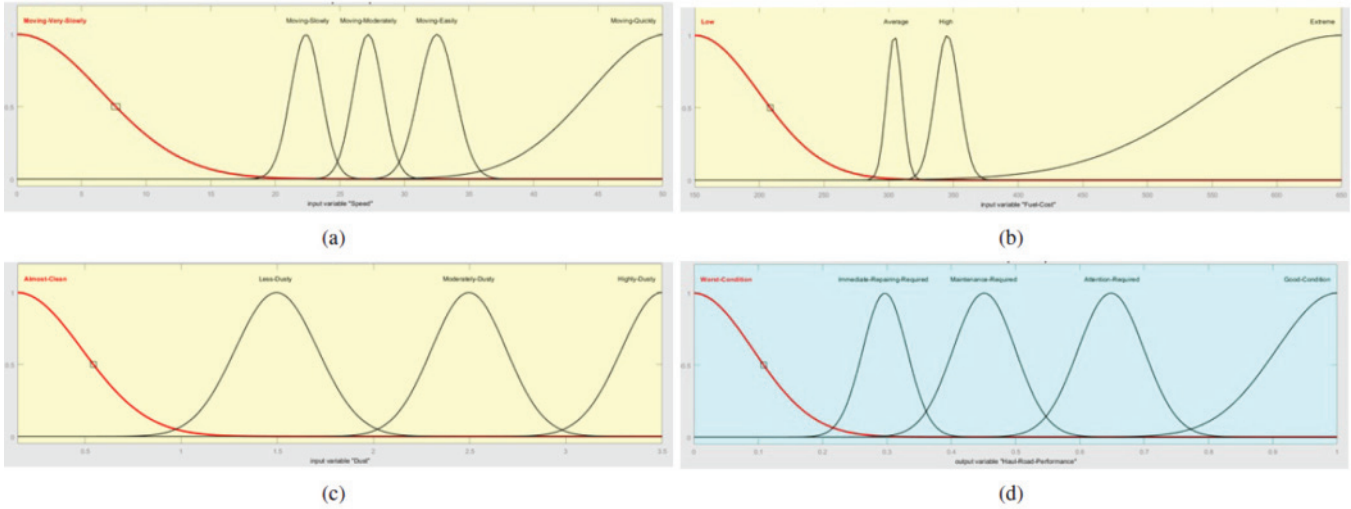 Moving-Very-Slowly Moving-Slowly Moving-Moderately Moving-Easily Moving-Quickly
1
0.5
0
0 5 10 15 20 25 30 35 40 45 50
input variable "Speed"
(a)
Low Average High Extreme
1
0.5
0
150 200 250 300 350 400 450 500 550 600 650
input variable "Fuel-Cost"
(b)
Almost-Clean Less-Dusty Moderately-Dusty Highly-Dusty
1
0.5
0
0.5 1 1.5 2 2.5 3 3.5
input variable "Dust"
(c)
Worst-Condition Immediate-Repairing-Required Maintenance-Required Attention-Required Good-Condition
1
0.5
0
0 0.1 0.2 0.3 0.4 0.5 0.6 0.7 0.8 0.9 1
output variable "Haul-Road-Performance"
(d)